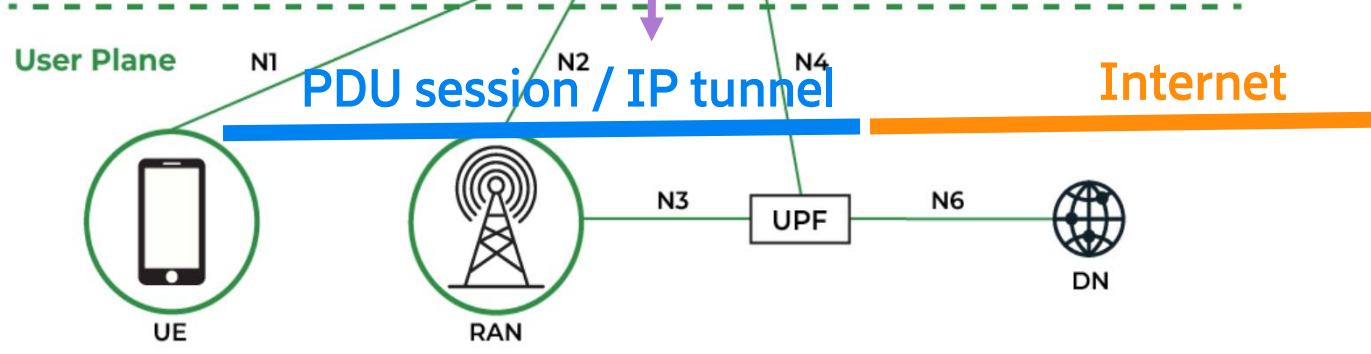 User Plane
N1
N2
N4
PDU session / IP tunnel
Internet
N3
UPF
N6
DN
UE
RAN